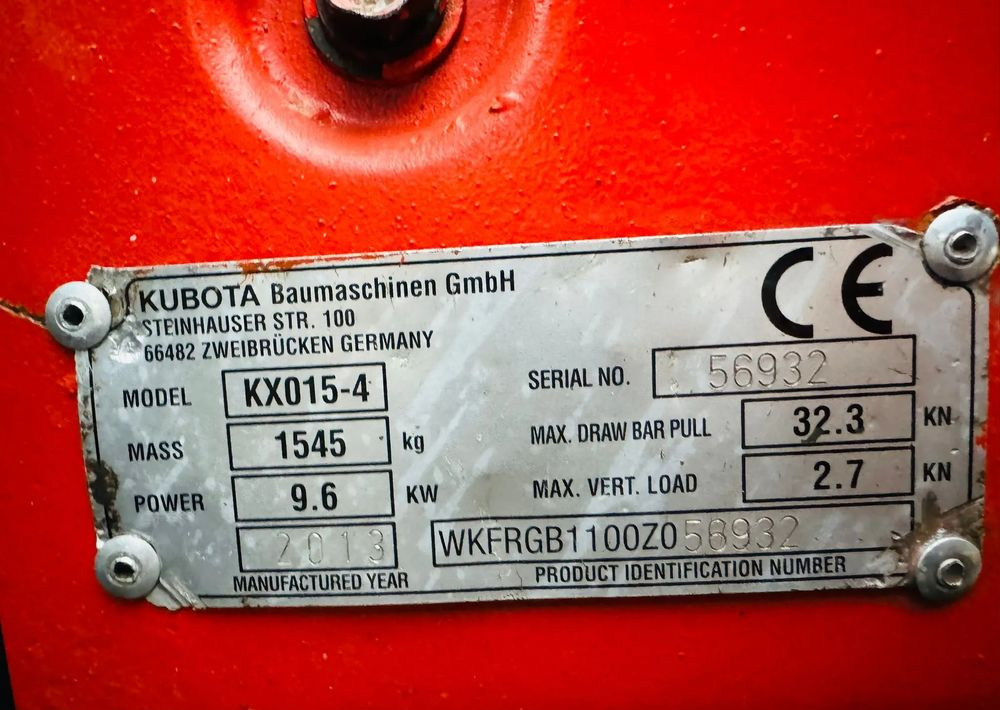 KUBOTA Baumaschinen GmbH
STEINHAUSER STR. 100
66482 ZWEIBRÜCKEN GERMANY
CE
MODEL KX015-4
SERIAL NO. 56932
MASS 1545 kg
MAX. DRAW BAR PULL 32.3 KN
POWER 9.6 KW
MAX. VERT. LOAD 2.7 KN
2013
MANUFACTURED YEAR
WKFRGB1100Z056932
PRODUCT IDENTIFICATION NUMBER